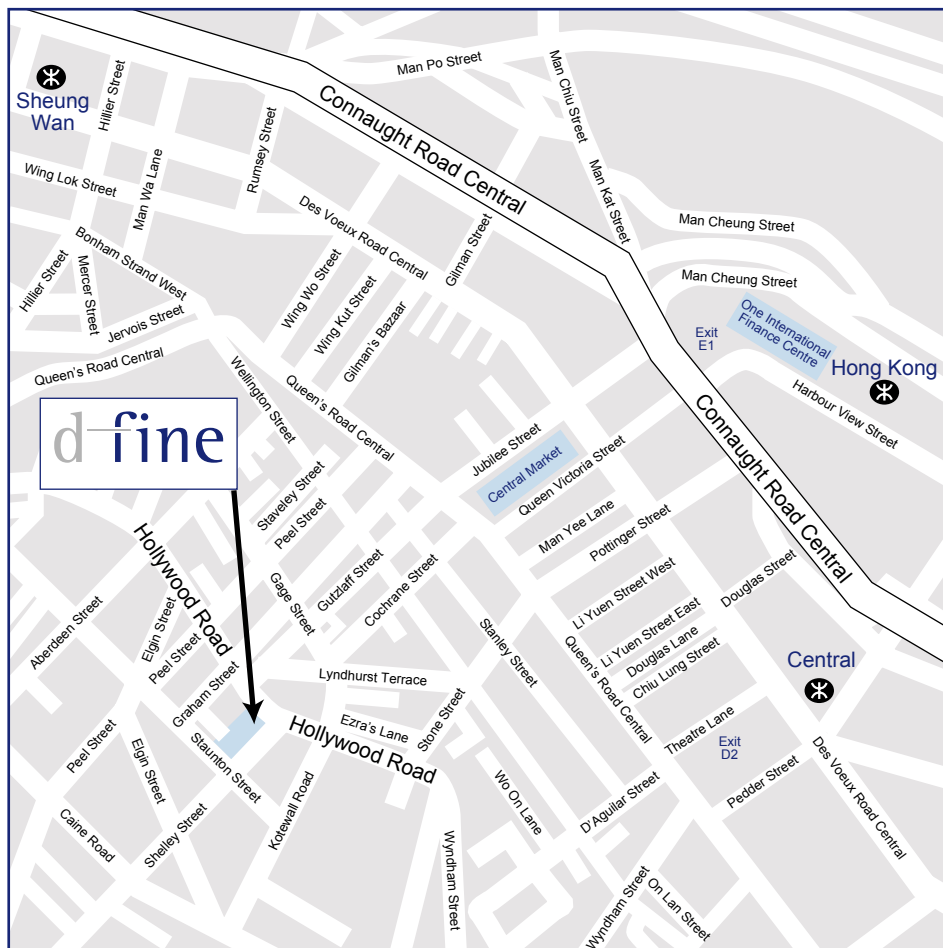 Man Po Street
Man Chiu Street
Connaught Road Central
Sheung
Wan
Hillier Street
Rumsey Street
Man Wa Lane
Wing Lok Street
Man Kat Street
Des Voeux Road Central
Gilman Street
Man Cheung Street
Bonham Strand West
Hillier Street
Mercer Street
Wing Wo Street
Wing Kut Street
Gilman's Bazaar
Man Cheung Street
Jervois Street
Queen's Road Central
Exit
E1
One International
Finance Centre
Hong Kong
Harbour View Street
Wellington Street
Queen's Road Central
d-fine
Jubilee Street
Central Market
Queen Victoria Street
Connaught Road Central
Staveley Street
Peel Street
Man Yee Lane
Pottinger Street
Hollywood Road
Gage Street
Gutzlaff Street
Cochrane Street
Li Yuen Street West
Douglas Street
Aberdeen Street
Elgin Street
Peel Street
Graham Street
Stanley Street
Li Yuen Street East
Douglas Lane
Chiu Lung Street
Queen's Road Central
Central
Lyndhurst Terrace
Ezra's Lane
Hollywood Road
Stone Street
Theatre Lane
Exit
D2
Peel Street
Elgin Street
Staunton Street
Kotewall Road
Wo On Lane
D'Aguilar Street
Pedder Street
Des Voeux Road Central
Caine Road
Shelley Street
Wyndham Street
Wyndham Street
On Lan Street